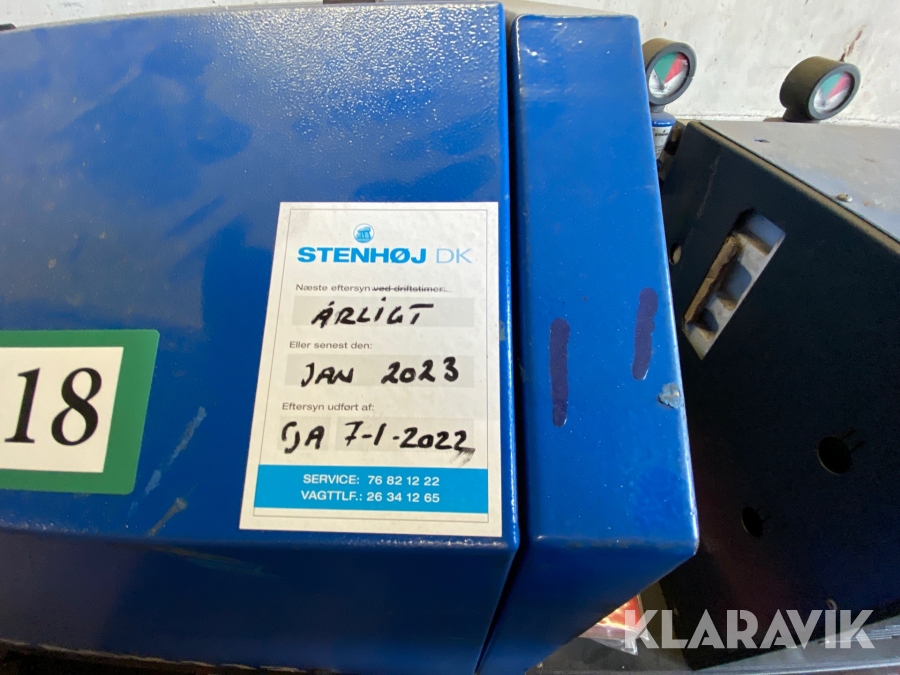 STENHØJ DK
Næste eftersyn ved driftstimer:
ÅRLIGT
Eller senest den:
JAN 2023
Eftersyn udført af:
CJA 7-1-2022
SERVICE: 76 82 12 22
VAGTTLF.: 26 34 12 65
18
KLARAVIK